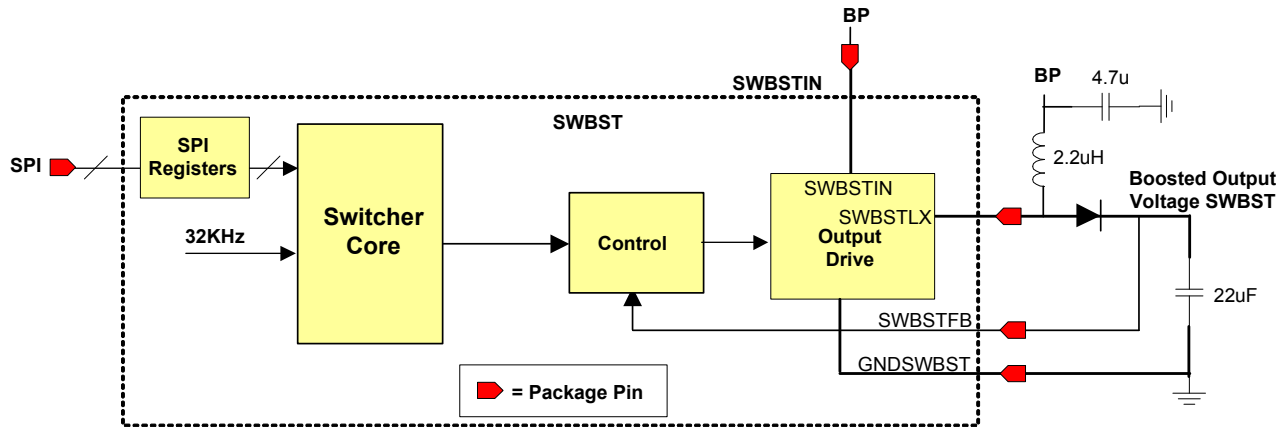 BP
SWBSTIN
BP
4.7u
SWBST
SPI
SPI
Registers
2.2uH
SWBSTIN
Boosted Output
Voltage SWBST
SWBSTLX
Switcher
Core
32KHz
Control
Output
Drive
22uF
SWBSTFB
GNDSWBST
= Package Pin